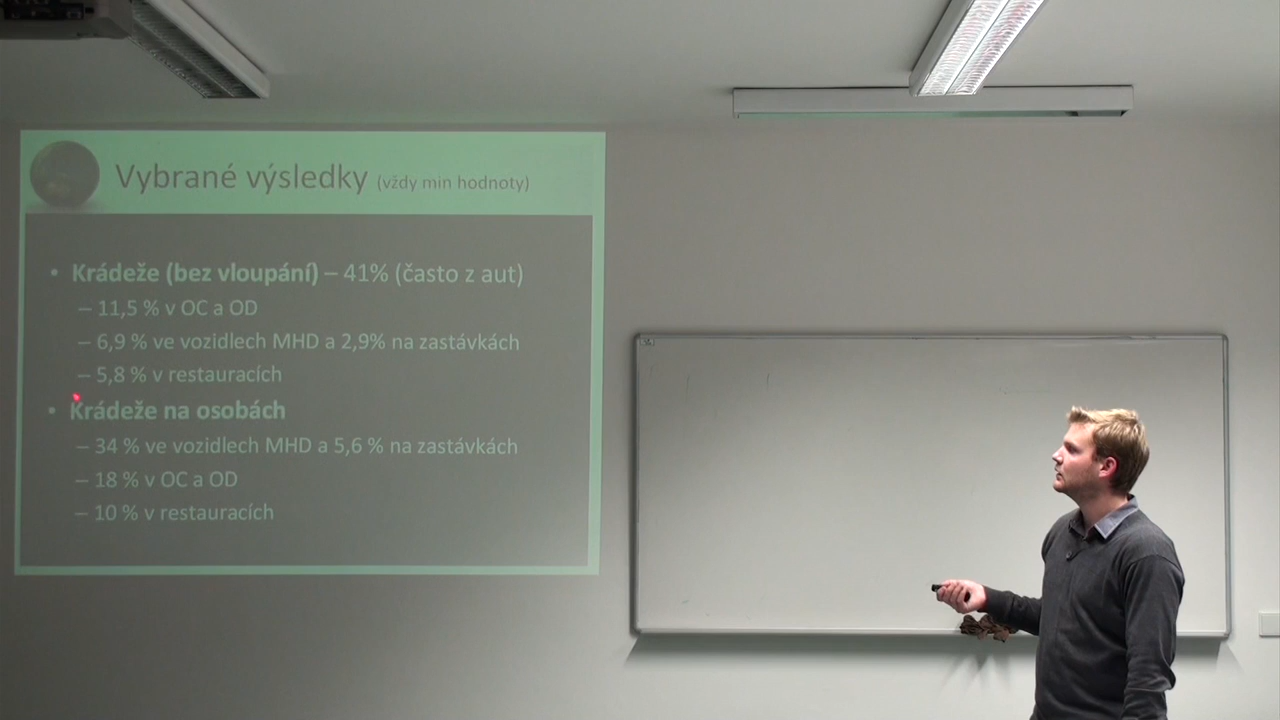 Vybrané výsledky (vždy min hodnoty)
• Krádeže (bez vloupání) – 41% (často z aut)
– 11,5 % v OC a OD
– 6,9 % ve vozidlech MHD a 2,9% na zastávkách
– 5,8 % v restauracích
• Krádeže na osobách
– 34 % ve vozidlech MHD a 5,6 % na zastávkách
– 18 % v OC a OD
– 10 % v restauracích